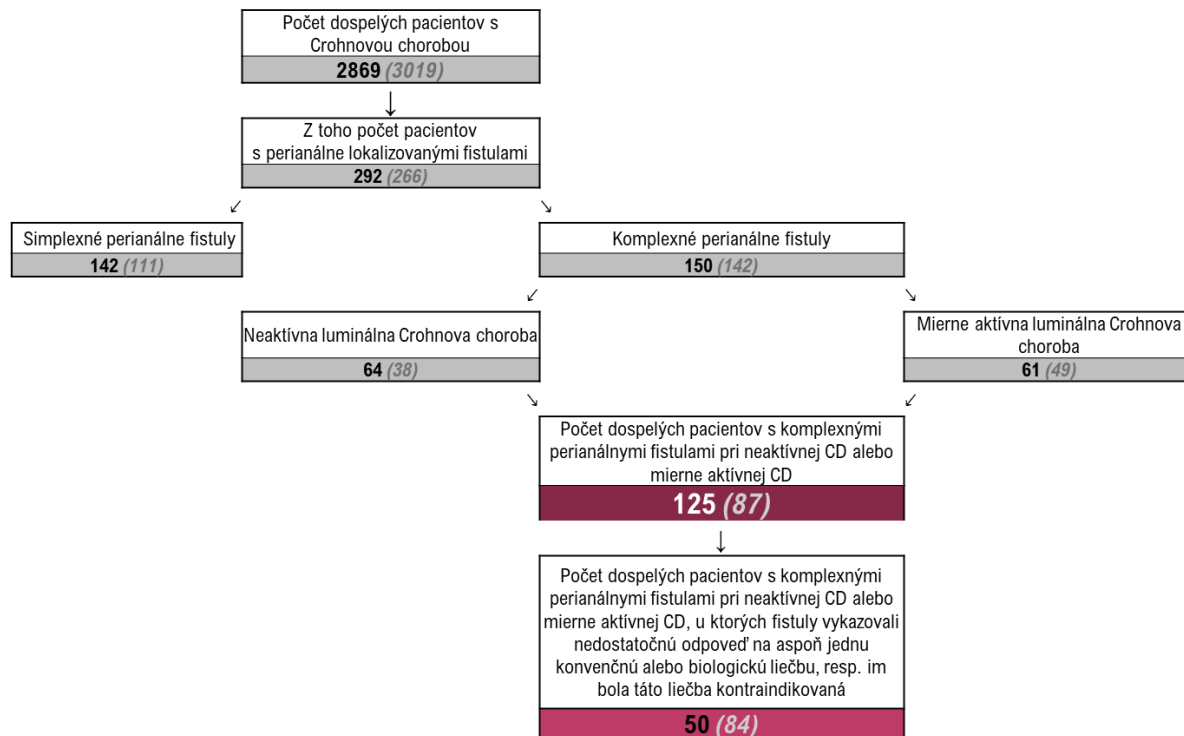 Počet dospelých pacientov s
Crohnovou chorobou
2869 (3019)
↓
Z toho počet pacientov
s perianálne lokalizovanými fistulami
292 (266)
↙ ↘
Simplexné perianálne fistuly
142 (111)
Komplexné perianálne fistuly
150 (142)
↙ ↘
Neaktívna luminálna Crohnova choroba
64 (38)
Mierne aktívna luminálna Crohnova
choroba
61 (49)
↘ ↙
Počet dospelých pacientov s komplexnými
perianálnymi fistulami pri neaktívnej CD alebo
mierne aktívnej CD
125 (87)
↓
Počet dospelých pacientov s komplexnými
perianálnymi fistulami pri neaktívnej CD alebo
mierne aktívnej CD, u ktorých fistuly vykazovali
nedostatočnú odpoveď na aspoň jednu
konvenčnú alebo biologickú liečbu, resp. im
bola táto liečba kontraindikovaná
50 (84)